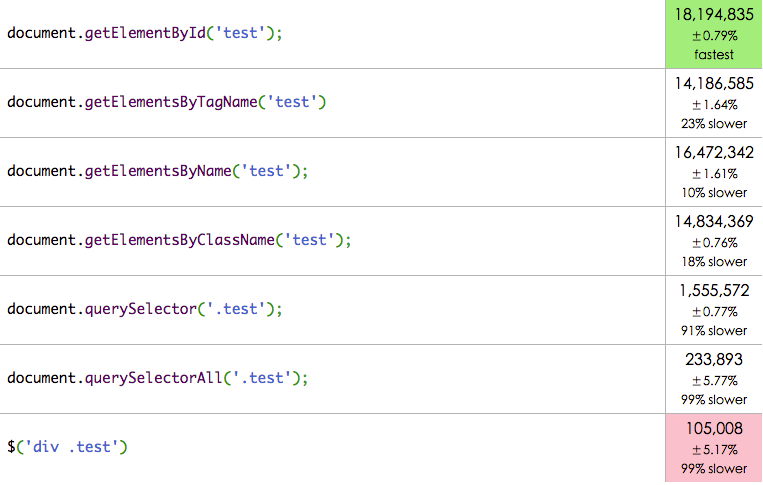 document.getElementById('test');
18,194,835
±0.79%
fastest
document.getElementsByTagName('test')
14,186,585
±1.64%
23% slower
document.getElementsByName('test');
16,472,342
±1.61%
10% slower
document.getElementsByClassName('test');
14,834,369
±0.76%
18% slower
document.querySelector('.test');
1,555,572
±0.77%
91% slower
document.querySelectorAll('.test');
233,893
±5.77%
99% slower
$('div .test')
105,008
±5.17%
99% slower